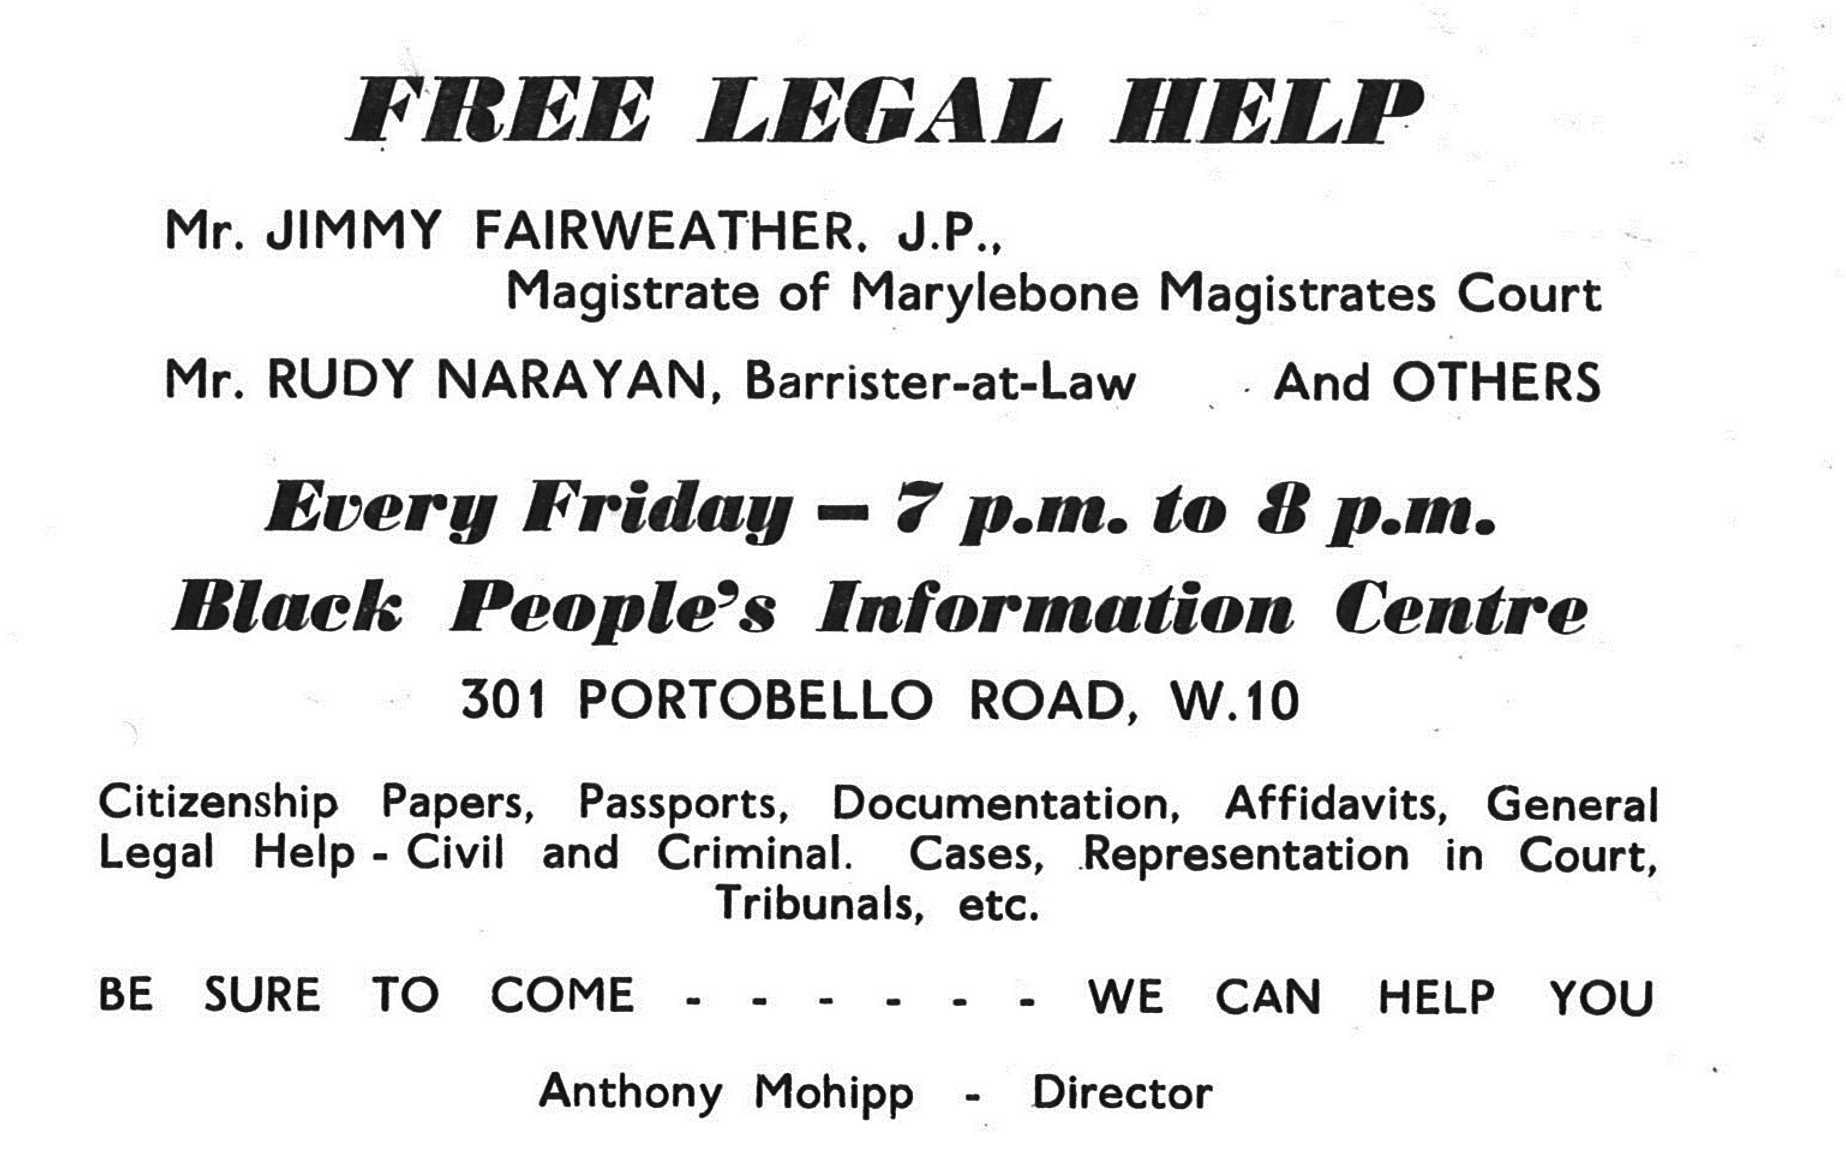 FREE LEGAL HELP
Mr. JIMMY FAIRWEATHER. J.P.,
Magistrate of Marylebone Magistrates Court
Mr. RUDY NARAYAN, Barrister-at-Law And OTHERS
Every Friday – 7 p.m. to 8 p.m.
Black People's Information Centre
301 PORTOBELLO ROAD, W.10
Citizenship Papers, Passports, Documentation, Affidavits, General
Legal Help - Civil and Criminal. Cases, Representation in Court,
Tribunals, etc.
BE SURE TO COME - - - - - - WE CAN HELP YOU
Anthony Mohipp - Director